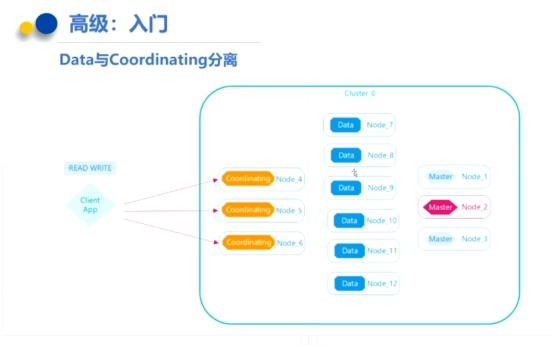 高级：入门
Data与Coordinating分离
Cluster_0
READ WRITE
Client
App
Coordinating Node_4
Coordinating Node_5
Coordinating Node_6
Data Node_7
Data Node_8
Data Node_9
Data Node_10
Data Node_11
Data Node_12
Master Node_1
Master Node_2
Master Node_3